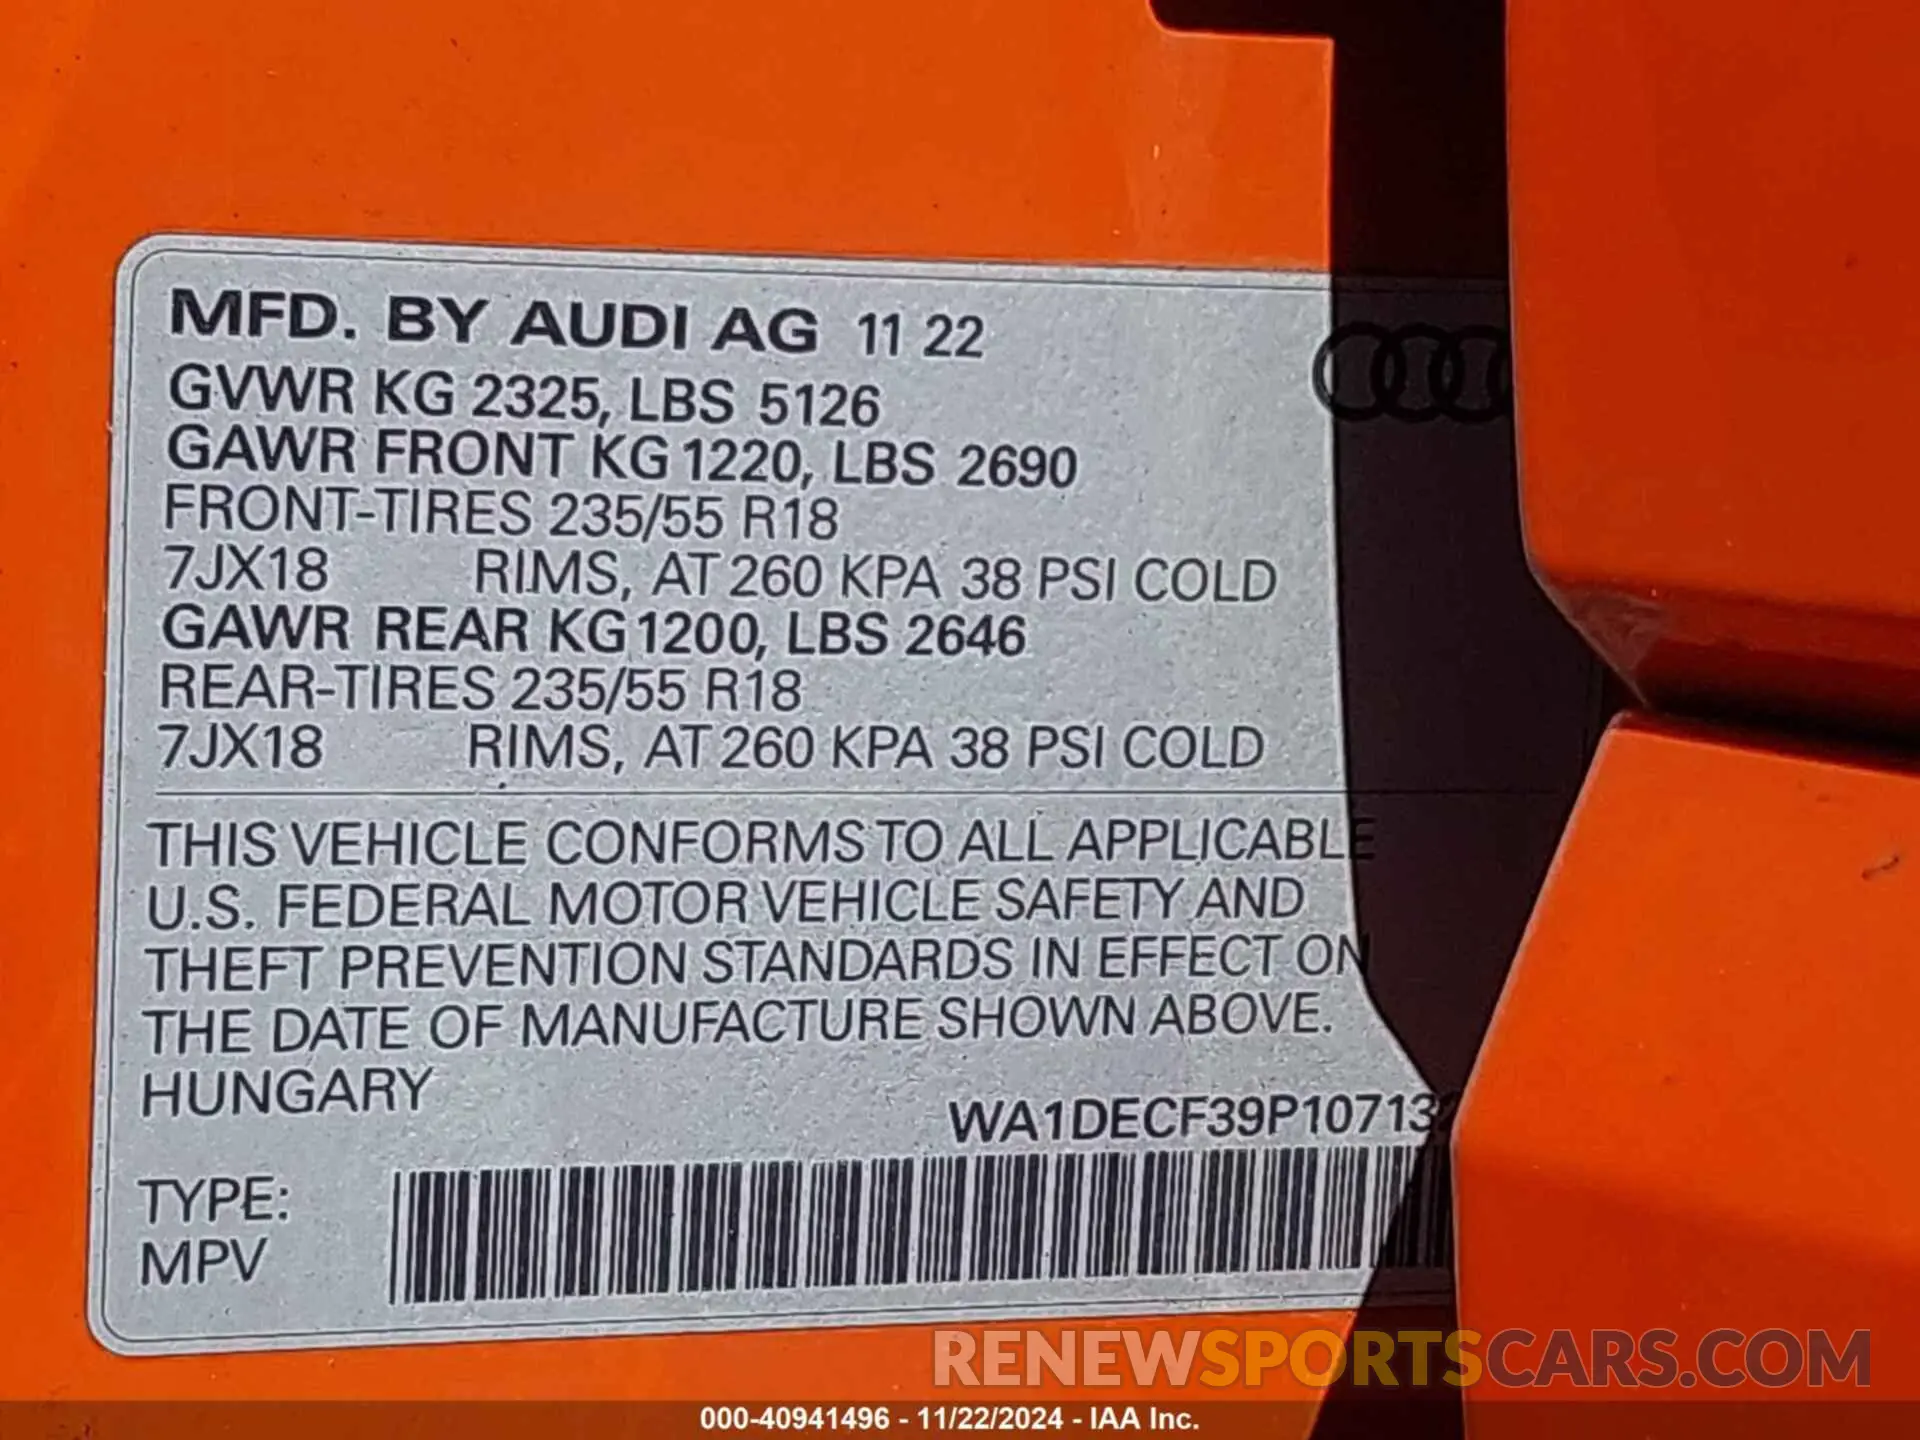 MFD. BY AUDI AG 11 22
GVWR KG 2325, LBS 5126
GAWR FRONT KG 1220, LBS 2690
FRONT-TIRES 235/55 R18
7JX18 RIMS, AT 260 KPA 38 PSI COLD
GAWR REAR KG 1200, LBS 2646
REAR-TIRES 235/55 R18
7JX18 RIMS, AT 260 KPA 38 PSI COLD
THIS VEHICLE CONFORMS TO ALL APPLICABLE
U.S. FEDERAL MOTOR VEHICLE SAFETY AND
THEFT PREVENTION STANDARDS IN EFFECT ON
THE DATE OF MANUFACTURE SHOWN ABOVE.
HUNGARY
TYPE:
MPV
RENEWSPORTSCARS.COM
000-40941496 - 11/22/2024 - IAA Inc.